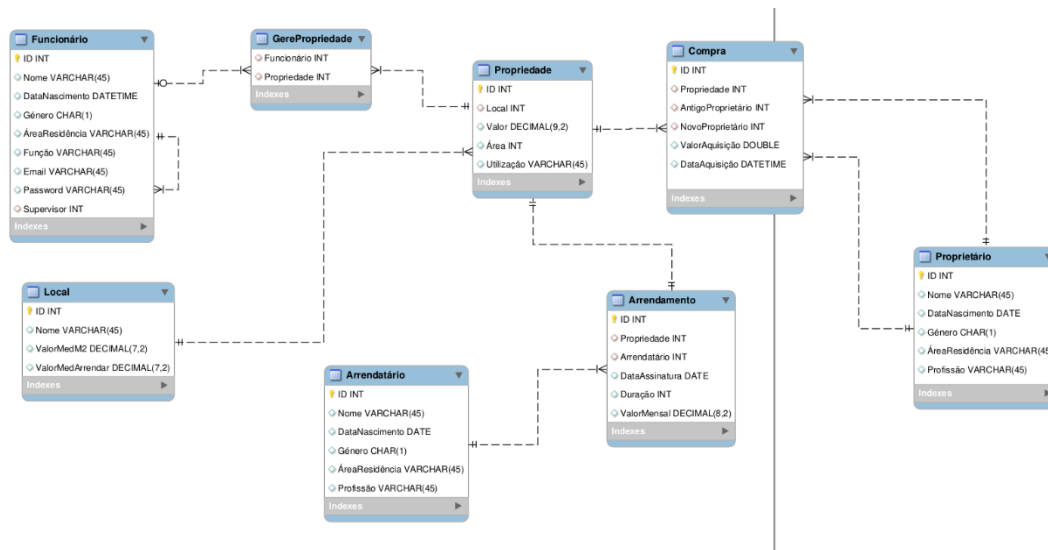 Funcionário
ID INT
Nome VARCHAR(45)
DataNascimento DATETIME
Género CHAR(1)
ÁreaResidência VARCHAR(45)
Função VARCHAR(45)
Email VARCHAR(45)
Password VARCHAR(45)
Supervisor INT
Indexes
GerePropriedade
Funcionário INT
Propriedade INT
Indexes
Propriedade
ID INT
Local INT
Valor DECIMAL(9,2)
Área INT
Utilização VARCHAR(45)
Indexes
Compra
ID INT
Propriedade INT
AntigoProprietário INT
NovoProprietário INT
ValorAquisição DOUBLE
DataAquisição DATETIME
Indexes
Proprietário
ID INT
Nome VARCHAR(45)
DataNascimento DATE
Género CHAR(1)
ÁreaResidência VARCHAR(45
Profissão VARCHAR(45)
Indexes
Local
ID INT
Nome VARCHAR(45)
ValorMedM2 DECIMAL(7,2)
ValorMedArrendar DECIMAL(7,2)
Indexes
Arrendatário
ID INT
Nome VARCHAR(45)
DataNascimento DATE
Género CHAR(1)
ÁreaResidência VARCHAR(45)
Profissão VARCHAR(45)
Indexes
Arrendamento
ID INT
Propriedade INT
Arrendatário INT
DataAssinatura DATE
Duração INT
ValorMensal DECIMAL(8,2)
Indexes